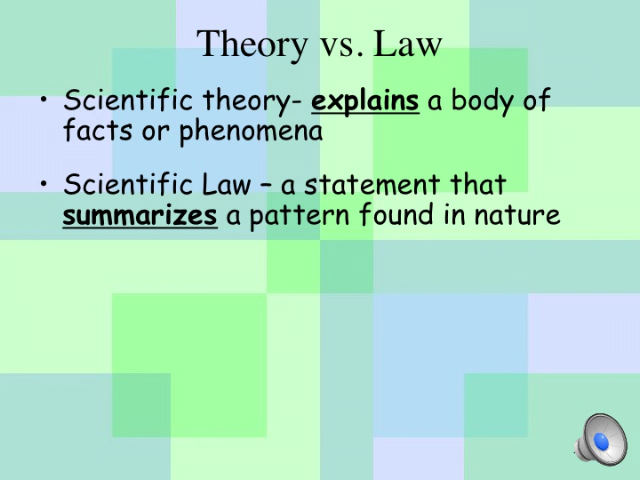 Theory vs. Law
• Scientific theory- explains a body of
facts or phenomena
• Scientific Law – a statement that
summarizes a pattern found in nature